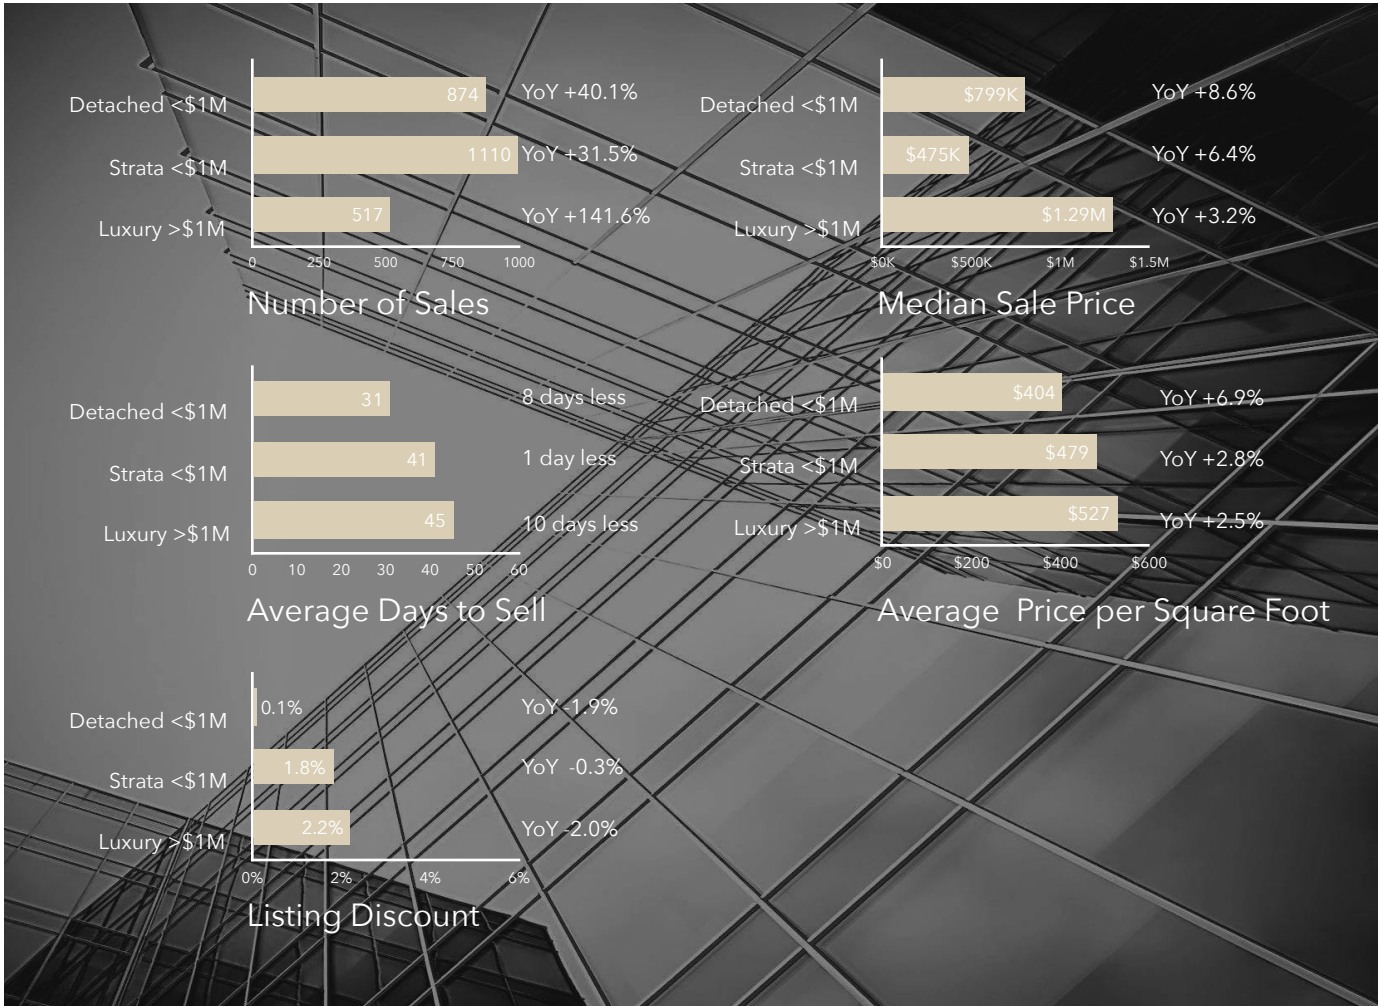 Detached <$1M 874 YoY +40.1%
Strata <$1M 1110 YoY +31.5%
Luxury >$1M 517 YoY +141.6%
0 250 500 750 1000
Number of Sales
Detached <$1M $799K YoY +8.6%
Strata <$1M $475K YoY +6.4%
Luxury >$1M $1.29M YoY +3.2%
$0K $500K $1M $1.5M
Median Sale Price
Detached <$1M 31 8 days less
Strata <$1M 41 1 day less
Luxury >$1M 45 10 days less
0 10 20 30 40 50 60
Average Days to Sell
Detached <$1M $404 YoY +6.9%
Strata <$1M $479 YoY +2.8%
Luxury >$1M $527 YoY +2.5%
$0 $200 $400 $600
Average  Price per Square Foot
Detached <$1M 0.1% YoY -1.9%
Strata <$1M 1.8% YoY  -0.3%
Luxury >$1M 2.2% YoY -2.0%
0% 2% 4% 6%
Listing Discount